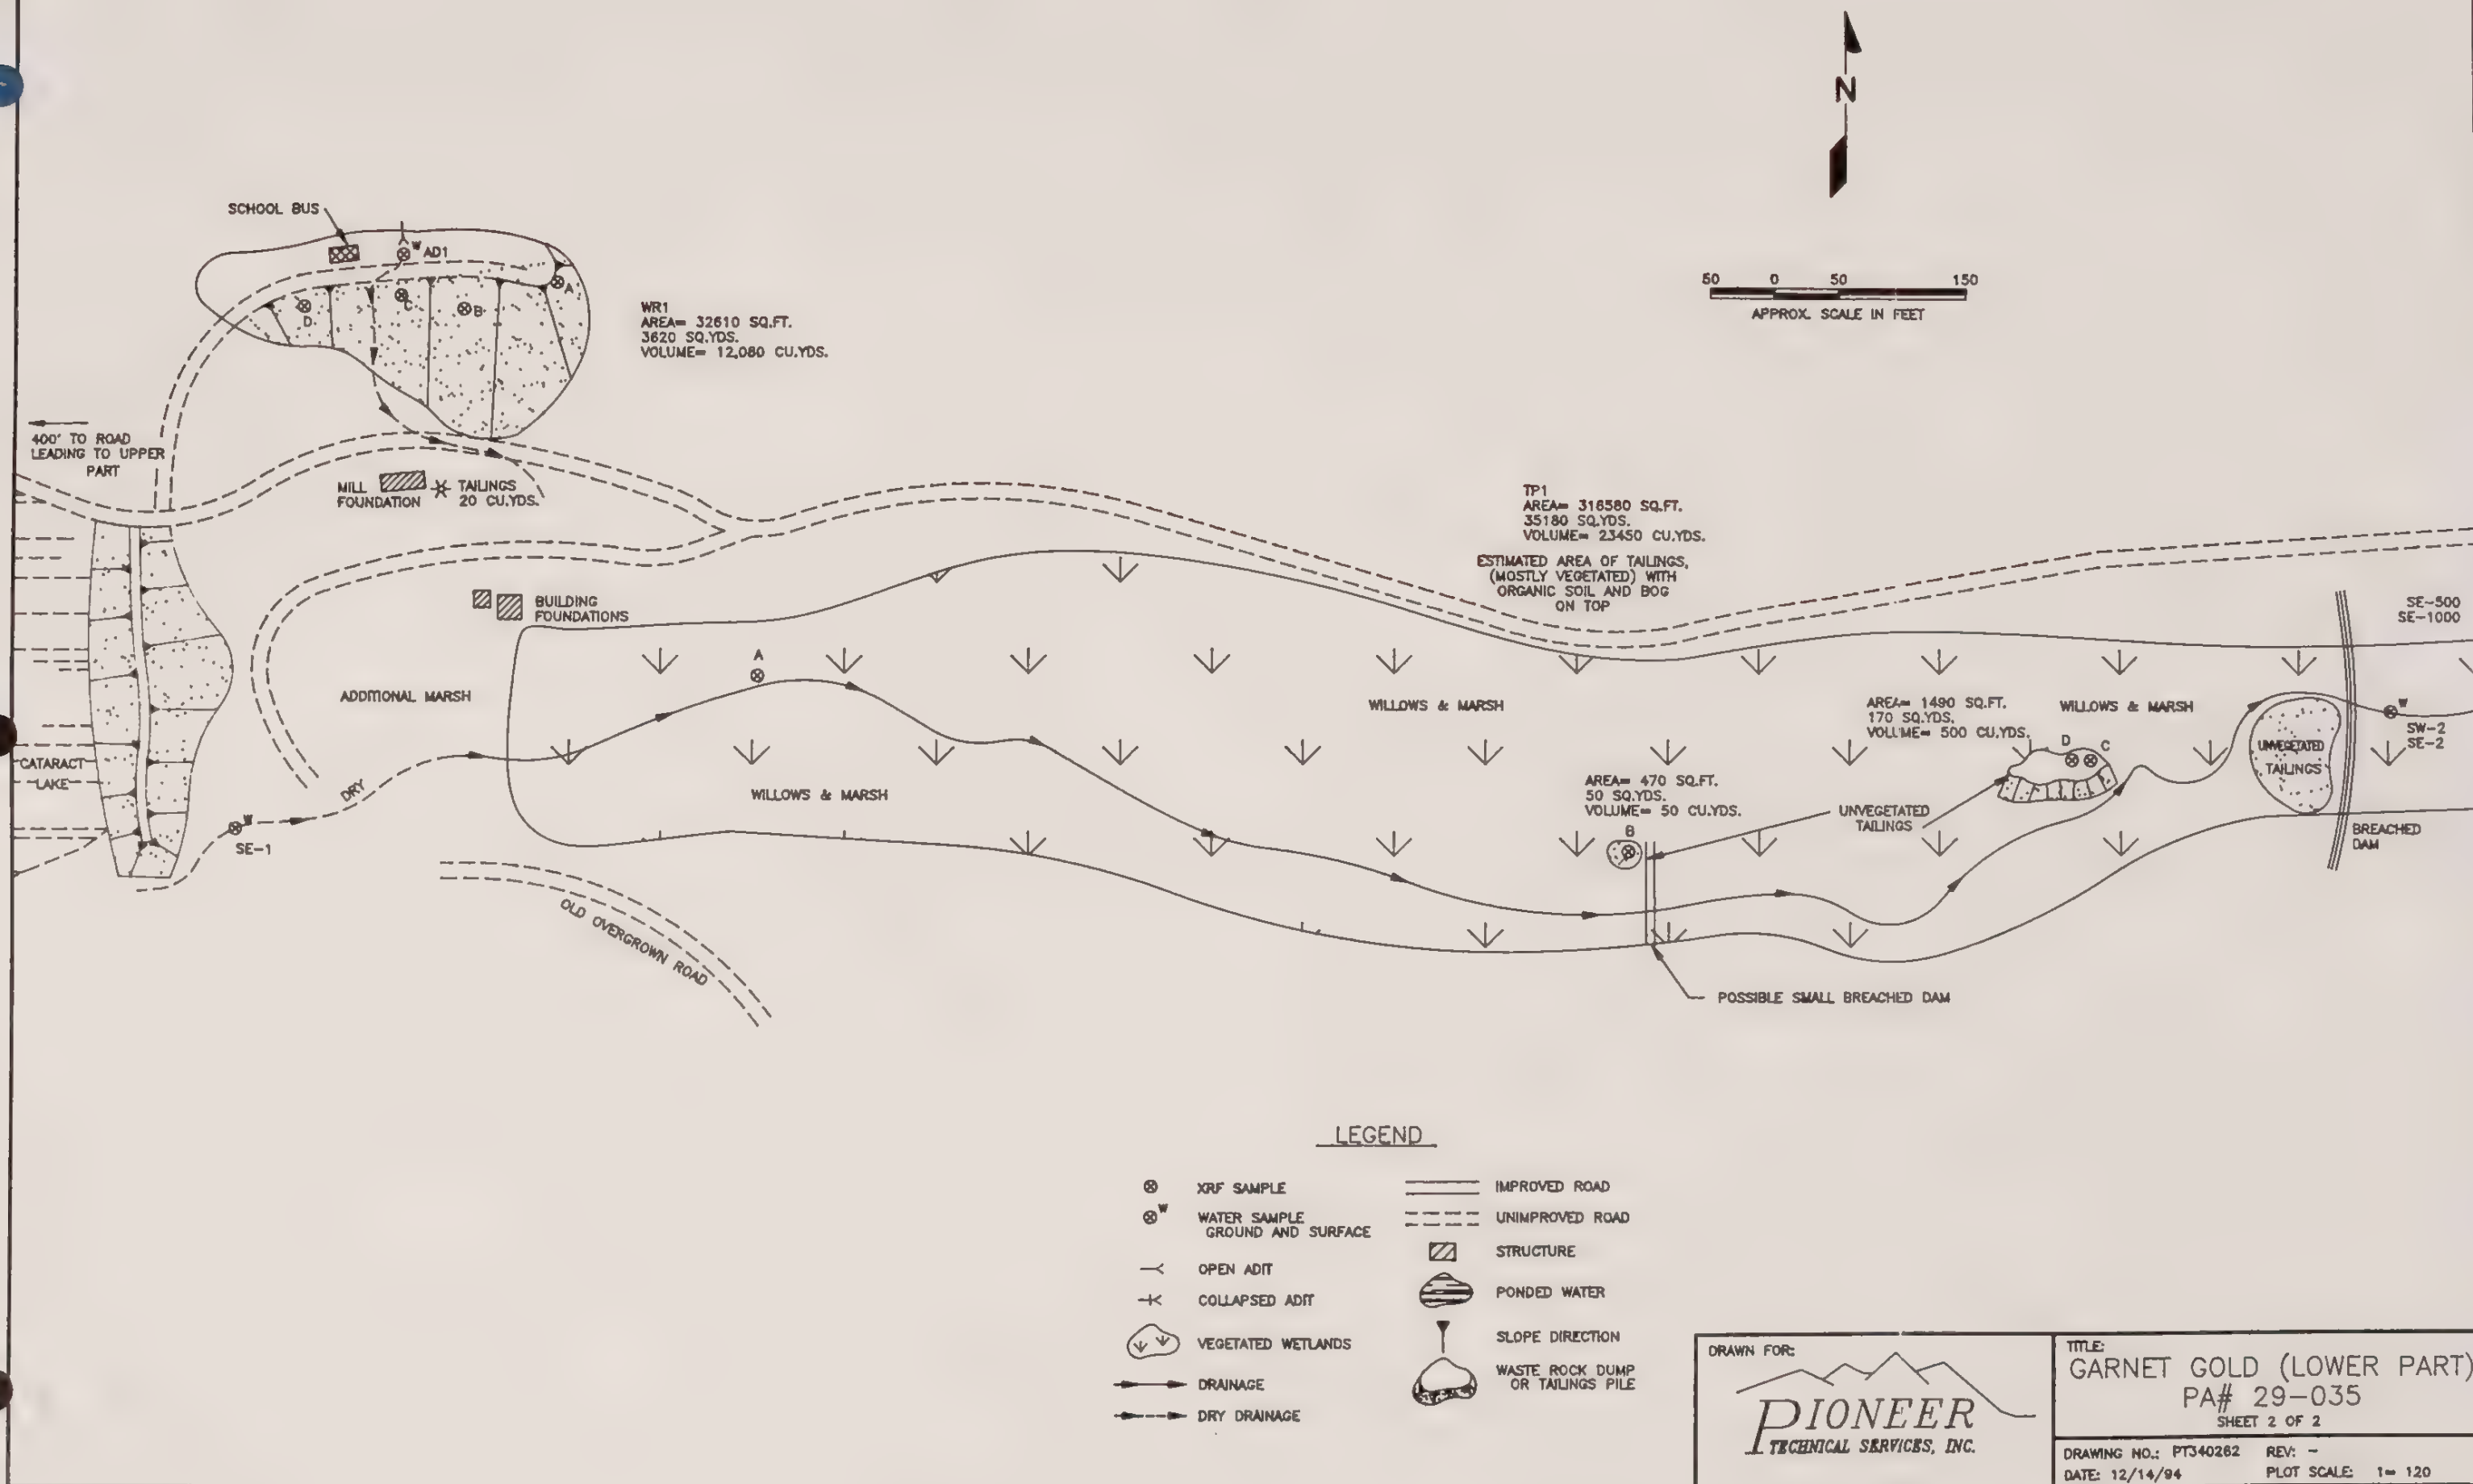 N
50 0 50 150
APPROX. SCALE IN FEET
SCHOOL BUS
W
AD1
A
B
C
D
WR1
AREA= 32610 SQ.FT.
3620 SQ.YDS.
VOLUME= 12,080 CU.YDS.
400' TO ROAD
LEADING TO UPPER
PART
MILL
FOUNDATION
TAILINGS
20 CU.YDS.
TP1
AREA= 316580 SQ.FT.
35180 SQ.YDS.
VOLUME= 23450 CU.YDS.
ESTIMATED AREA OF TAILINGS,
(MOSTLY VEGETATED) WITH
ORGANIC SOIL AND BOG
ON TOP
BUILDING
FOUNDATIONS
SE-500
SE-1000
A
ADDITIONAL MARSH
WILLOWS & MARSH
AREA= 1490 SQ.FT.
170 SQ.YDS.
VOLUME= 500 CU.YDS.
WILLOWS & MARSH
W
SW-2
SE-2
D
C
UNVEGETATED
TAILINGS
CATARACT
LAKE
DRY
WILLOWS & MARSH
AREA= 470 SQ.FT.
50 SQ.YDS.
VOLUME= 50 CU.YDS.
UNVEGETATED
TAILINGS
B
W
SE-1
BREACHED
DAM
OLD OVERGROWN ROAD
POSSIBLE SMALL BREACHED DAM
LEGEND
XRF SAMPLE
W
WATER SAMPLE
GROUND AND SURFACE
OPEN ADIT
COLLAPSED ADIT
VEGETATED WETLANDS
DRAINAGE
DRY DRAINAGE
IMPROVED ROAD
UNIMPROVED ROAD
STRUCTURE
PONDED WATER
SLOPE DIRECTION
WASTE ROCK DUMP
OR TAILINGS PILE
DRAWN FOR:
PIONEER
TECHNICAL SERVICES, INC.
TITLE:
GARNET GOLD (LOWER PART)
PA# 29-035
SHEET 2 OF 2
DRAWING NO.: PT340262 REV: -
DATE: 12/14/94 PLOT SCALE: 1= 120